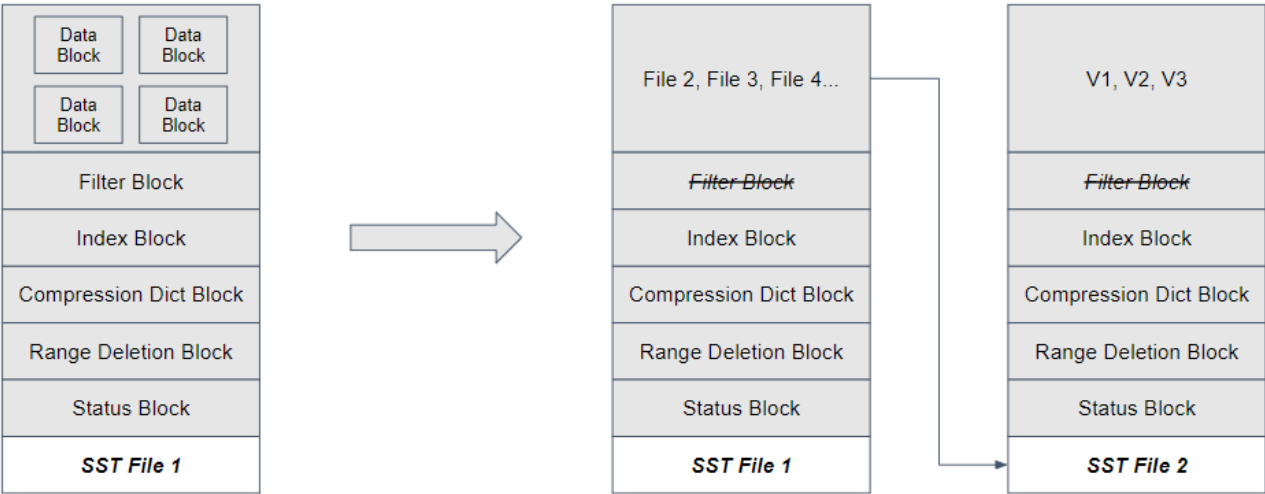 Data Data
Block Block
Data Data
Block Block
Filter Block
Index Block
Compression Dict Block
Range Deletion Block
Status Block
SST File 1
File 2, File 3, File 4...
Filter Block
Index Block
Compression Dict Block
Range Deletion Block
Status Block
SST File 1
V1, V2, V3
Filter Block
Index Block
Compression Dict Block
Range Deletion Block
Status Block
SST File 2